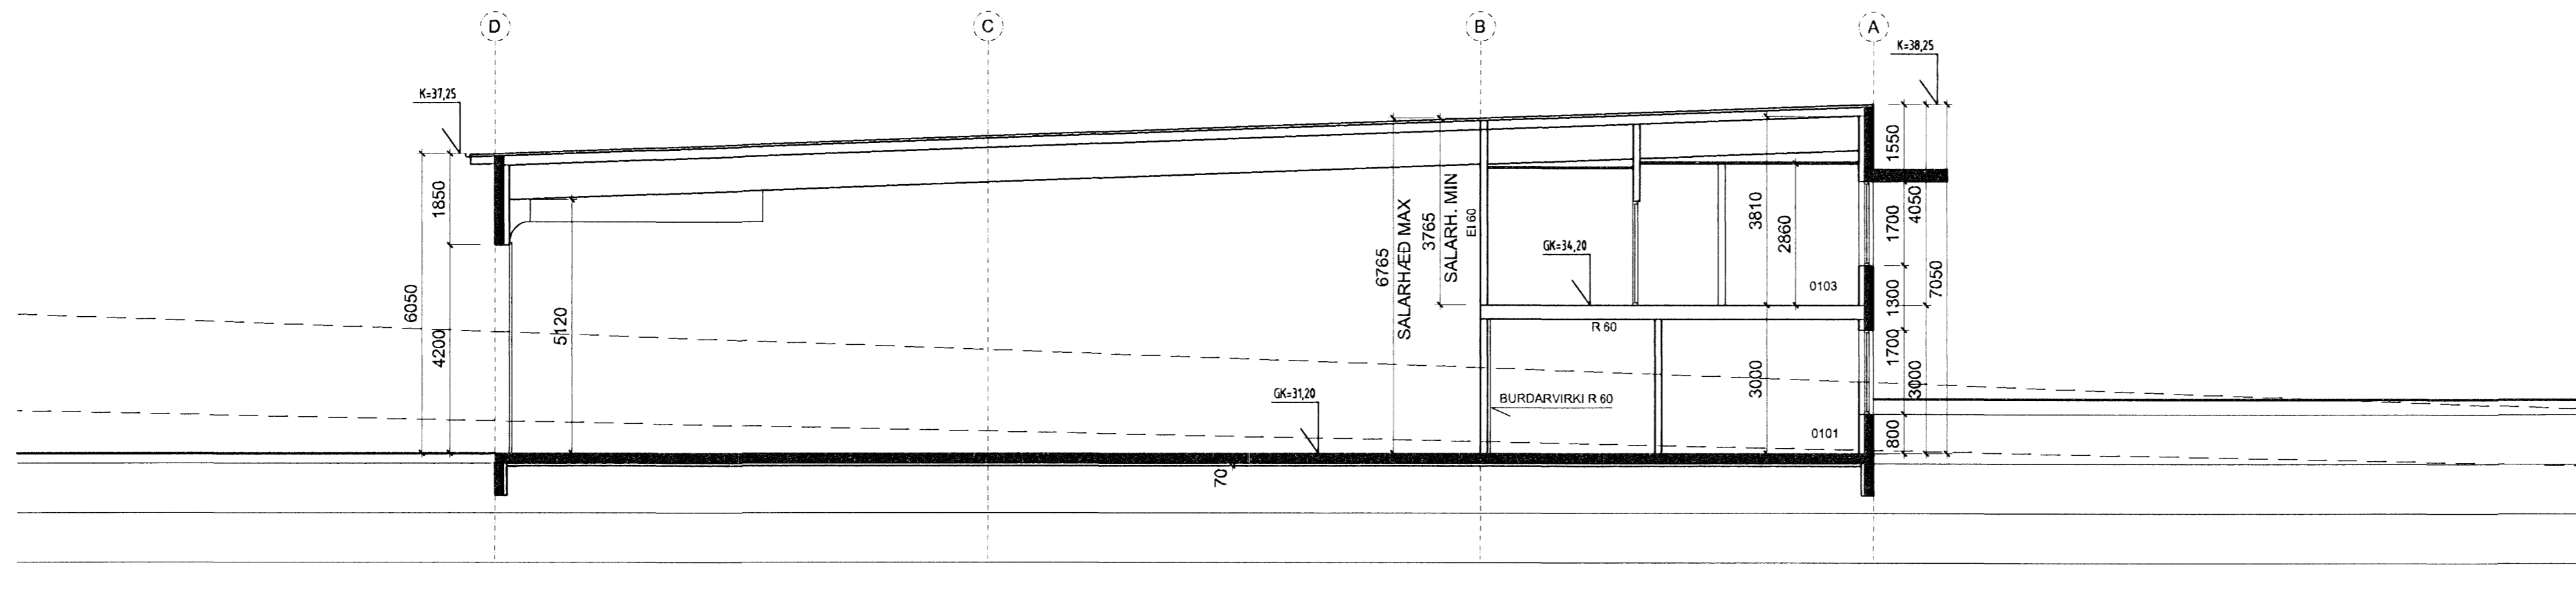 D
C
B
A
K=38,25
K=37,25
1550
1850
6765
SALARHÆÐ MAX
3765
SALARH. MIN
EI 60
3810
2860
1700
4050
GK=34,20
6050
5120
0103
1300
7050
4200
R 60
1700
3000
3000
GK=31,20
BURDARVIRKI R 60
0101
800
70